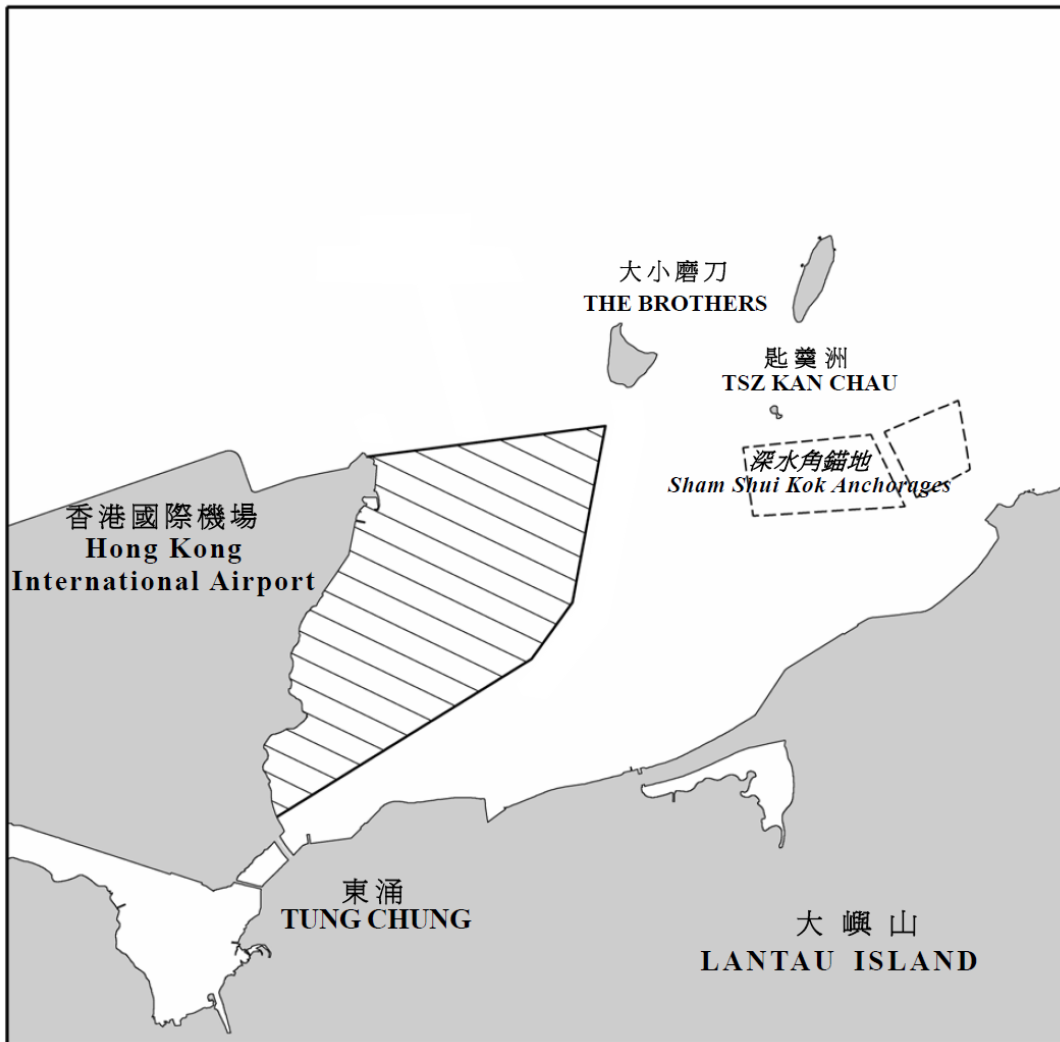 大小磨刀
THE BROTHERS
匙羹洲
TSZ KAN CHAU
深水角錨地
Sham Shui Kok Anchorages
香港國際機場
Hong Kong
International Airport
東涌
TUNG CHUNG
大嶼山
LANTAU ISLAND